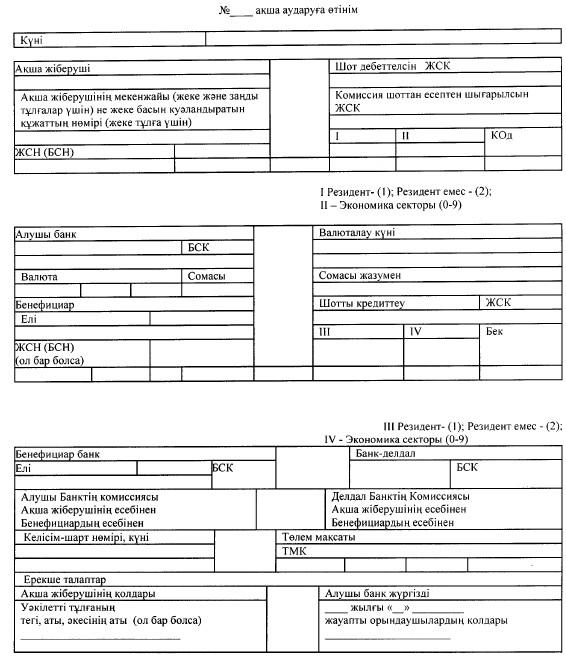 №____ ақша аударуға өтінім
Күні
Ақша жіберуші
Шот дебеттелсін ЖСК
Ақша жіберушінің мекенжайы (жеке және заңды
тұлғалар үшін) не жеке басын куәландыратын
құжаттың нөмірі (жеке тұлға үшін)
Комиссия шоттан есептен шығарылсын
ЖСК
I II КОд
ЖСН (БСН)
I Резидент- (1); Резидент емес - (2);
II – Экономика секторы (0-9)
Алушы банк
Валюталау күні
БСК
Валюта Сомасы
Сомасы жазумен
Бенефициар
Шотты кредиттеу ЖСК
Елі
III IV Бек
ЖСН (БСН)
(ол бар болса)
III Резидент- (1); Резидент емес - (2);
IV - Экономика секторы (0-9)
Бенефициар банк
Банк-делдал
Елі БСК
БСК
Алушы Банктің комиссиясы
Ақша жіберушінің есебінен
Бенефициардың есебінен
Делдал Банктің Комиссиясы
Ақша жіберушінің есебінен
Бенефициардың есебінен
Келісім-шарт нөмірі, күні
Төлем мақсаты
ТМК
Ерекше талаптар
Ақша жіберушінің қолдары
Алушы банк жүргізді
Уәкілетті тұлғаның
тегі, аты, әкесінің аты (ол бар болса)
____ жылғы «__» _________
жауапты орындаушылардың қолдары